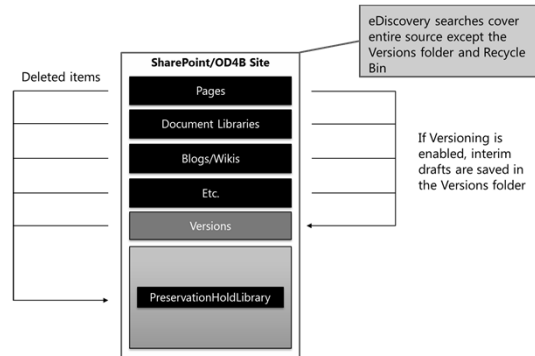 eDiscovery searches cover
entire source except the
Versions folder and Recycle
Bin
SharePoint/OD4B Site
Deleted items
Pages
Document Libraries
Blogs/Wikis
Etc.
Versions
PreservationHoldLibrary
If Versioning is
enabled, interim
drafts are saved in
the Versions folder